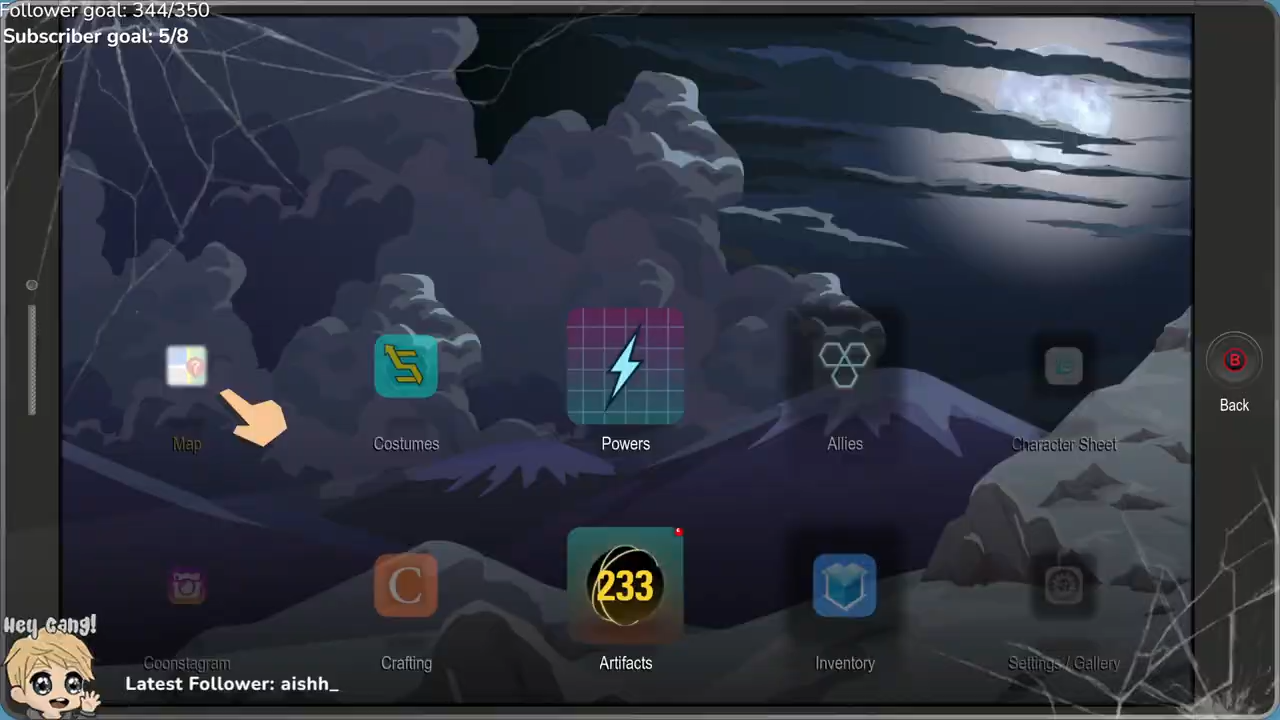 Follower goal: 344/350
Subscriber goal: 5/8
B
Back
Map
Costumes
Powers
Allies
Character Sheet
C
233
Goonstagram
Crafting
Artifacts
Inventory
Settings / Gallery
Hey Gang!
Latest Follower: aishh_